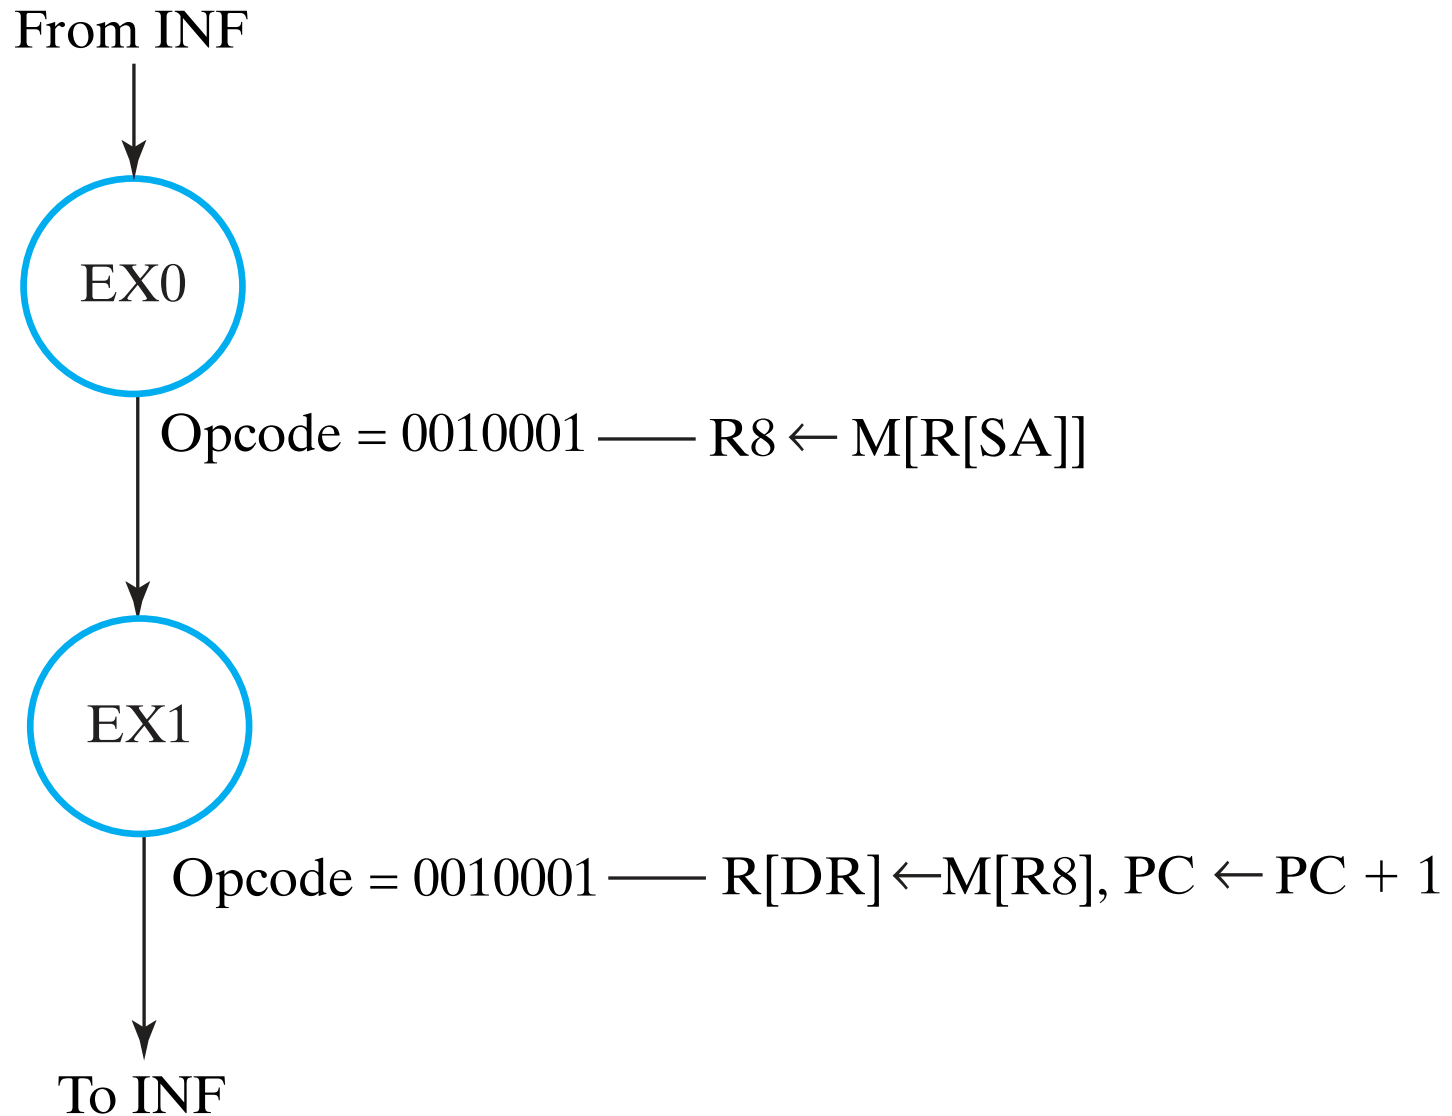 From INF
EX0
Opcode = 0010001 R8 ← M[R[SA]]
EX1
Opcode = 0010001 R[DR] ←M[R8], PC ← PC + 1
To INF